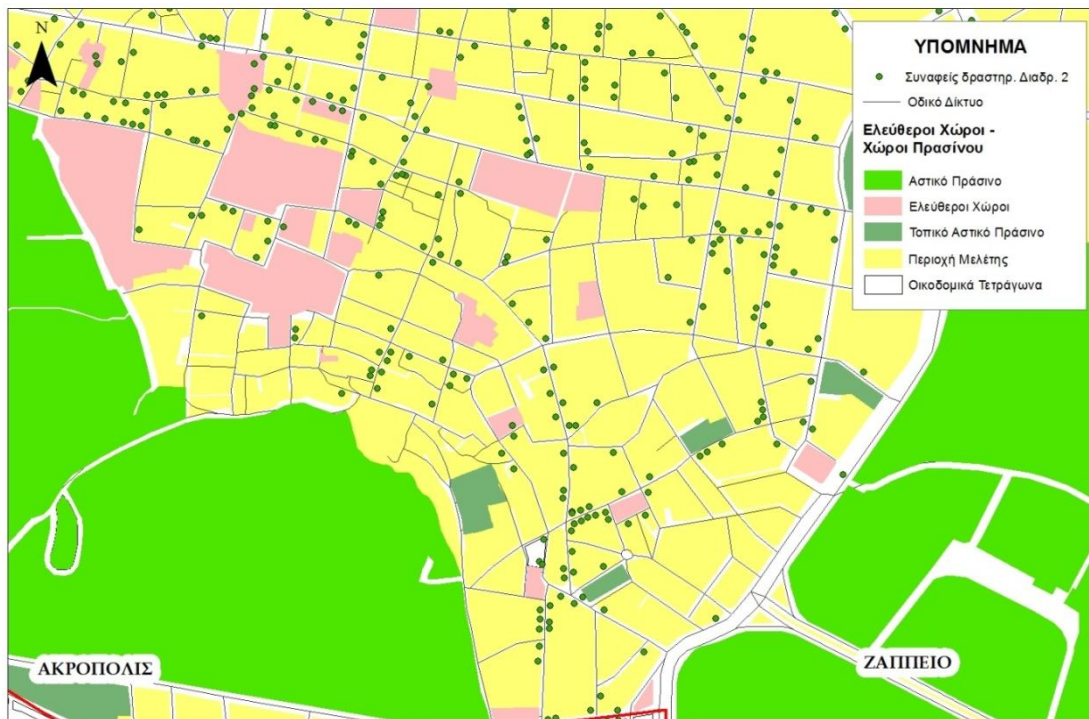 N
ΥΠΟΜΝΗΜΑ
Συναφείς δραστηρ. Διαδρ. 2
Οδικό Δίκτυο
Ελεύθεροι Χώροι -
Χώροι Πρασίνου
Αστικό Πράσινο
Ελεύθεροι Χώροι
Τοπικό Αστικό Πράσινο
Περιοχή Μελέτης
Οικοδομικά Τετράγωνα
ΑΚΡΟΠΟΛΙΣ
ΖΑΠΠΕΙΟ